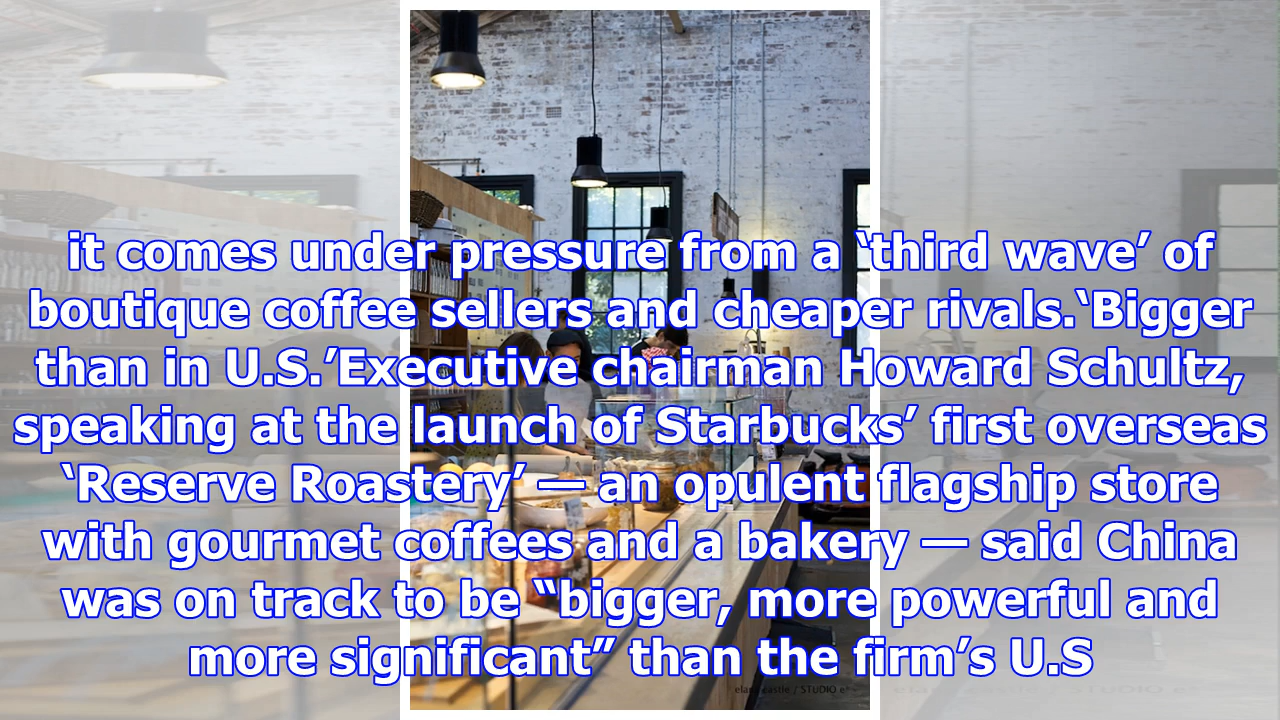 it comes under pressure from a ‘third wave’ of
boutique coffee sellers and cheaper rivals.‘Bigger
than in U.S.’Executive chairman Howard Schultz,
speaking at the launch of Starbucks’ first overseas
‘Reserve Roastery’ — an opulent flagship store
with gourmet coffees and a bakery — said China
was on track to be “bigger, more powerful and
more significant” than the firm’s U.S
/ STUDIO e